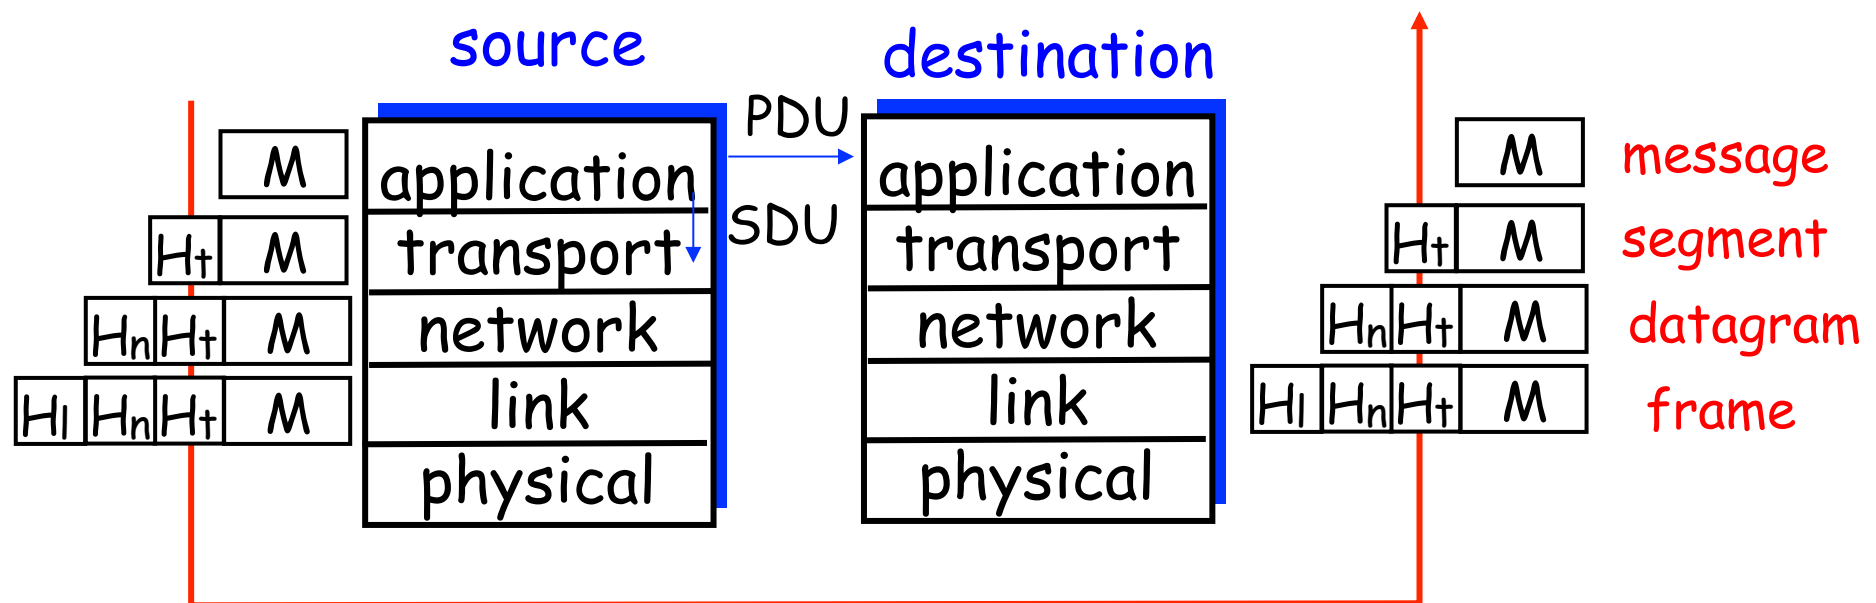 source destination
PDU
M application application M message
Ht M transport SDU transport Ht M segment
Hn Ht M network network Hn Ht M datagram
Hl Hn Ht M link link Hl Hn Ht M frame
physical physical